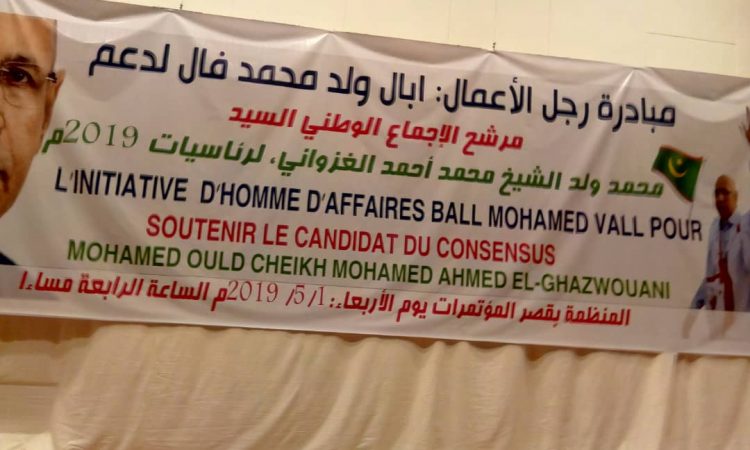 مبادرة رجل الأعمال: ابال ولد محمد فال لدعم
مرشح الإجماع الوطني السيد
محمد ولد الشيخ محمد أحمد الغزواني، لرئاسيات 2019م
L'INITIATIVE D'HOMME D'AFFAIRES BALL MOHAMED VALL POUR
SOUTENIR LE CANDIDAT DU CONSENSUS
MOHAMED OULD CHEIKH MOHAMED AHMED EL-GHAZWOUANI
المنظمة بقصر المؤتمرات يوم الأربعاء: 2019/5/1م الساعة الرابعة مساءا